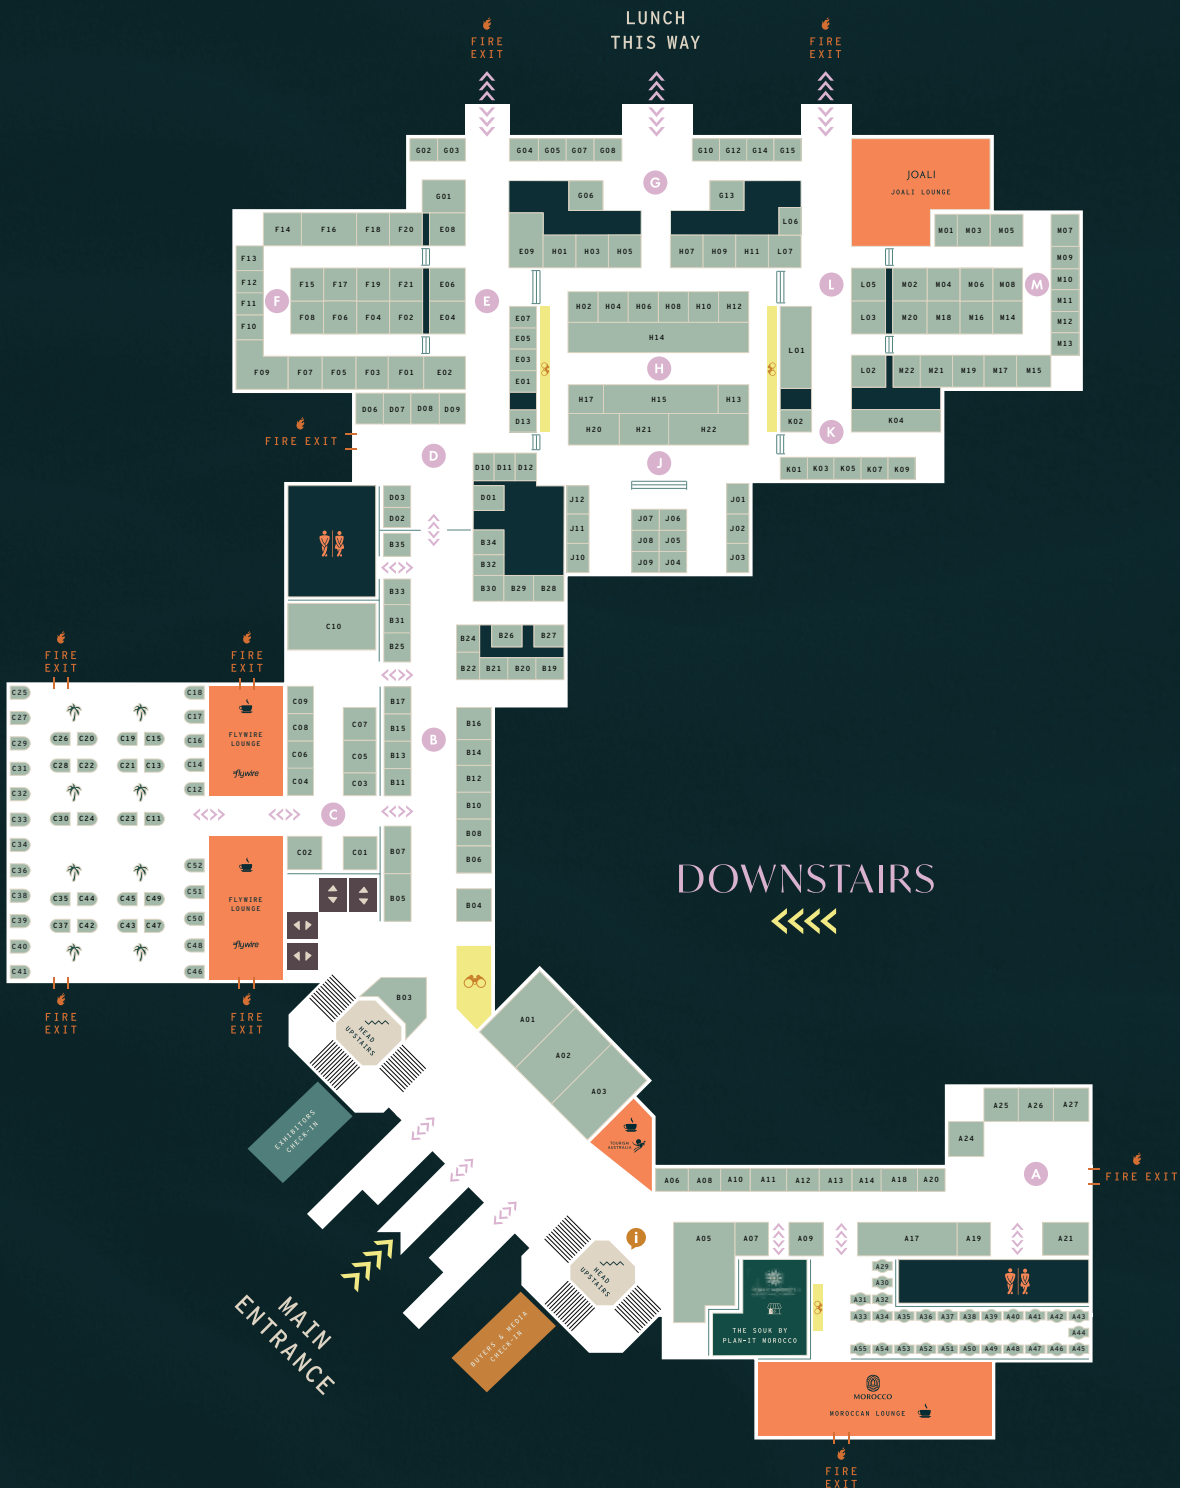 LUNCH
THIS WAY
FIRE
EXIT
FIRE
EXIT
G02 G03
G04 G05 G07 G08
G10 G12 G14 G15
JOALI
JOALI LOUNGE
G
G01
G06
G13
L06
F14 F16 F18 F20 E08
M01 M03 M05 M07
E09 H01 H03 H05
H07 H09 H11 L07
F13
M09
F12
F15 F17 F19 F21 E06
L05 M02 M04 M06 M08
M10
F
E
L
M
F11
M11
H02 H04 H06 H08 H10 H12
F10
F08 F06 F04 F02 E04
E07
L03 M20 M18 M16 M14
M12
E05
H14
L01
M13
E03
H
F09 F07 F05 F03 F01 E02
E01
L02 M22 M21 M19 M17 M15
D06 D07 D08 D09
H17 H15 H13
D13
K02
K04
H20 H21 H22
K
FIRE EXIT
D
J
D10 D11 D12
K01 K03 K05 K07 K09
D03
D01
J12
J01
D02
J07 J06
J11
J02
B35
B34
J08 J05
J10
J03
B32
J09 J04
B33
B30 B29 B28
C10
B31
B24 B26 B27
B25
B22 B21 B20 B19
FIRE
EXIT
FIRE
EXIT
C25
C18
C09
B17
C27
C17
C07
B16
C08
B15
FLYWIRE
LOUNGE
C29
C26 C20
C19 C15
C16
B
B14
C06
C05
B13
C31
C28 C22
C21 C13
C14
flywire
B12
C04
C03
B11
C32
C12
B10
C33
C30 C24
C23 C11
C
B08
C34
C02
C01
B07
B06
C36
C52
C38
C35 C44
C45 C49
C51
FLYWIRE
LOUNGE
B05
B04
C39
C37 C42
C43 C47
C50
C40
C48
flywire
C41
C46
FIRE
EXIT
FIRE
EXIT
DOWNSTAIRS
B03
HEAD
UPSTAIRS
A01
A02
A03
TOURISM
AUSTRALIA
EXHIBITORS
CHECK-IN
A25 A26 A27
A24
A
FIRE EXIT
A06 A08 A10 A11 A12 A13 A14 A18 A20
A05 A07 A09 A17 A19 A21
i
HEAD
UPSTAIRS
MAIN
ENTRANCE
BUYERS & MEDIA
CHECK-IN
THE SOUK BY
PLAN-IT MOROCCO
A29
A30
A31 A32
A33 A34 A35 A36 A37 A38 A39 A40 A41 A42 A43
A44
A55 A54 A53 A52 A51 A50 A49 A48 A47 A46 A45
MOROCCO
MOROCCAN LOUNGE
FIRE
EXIT